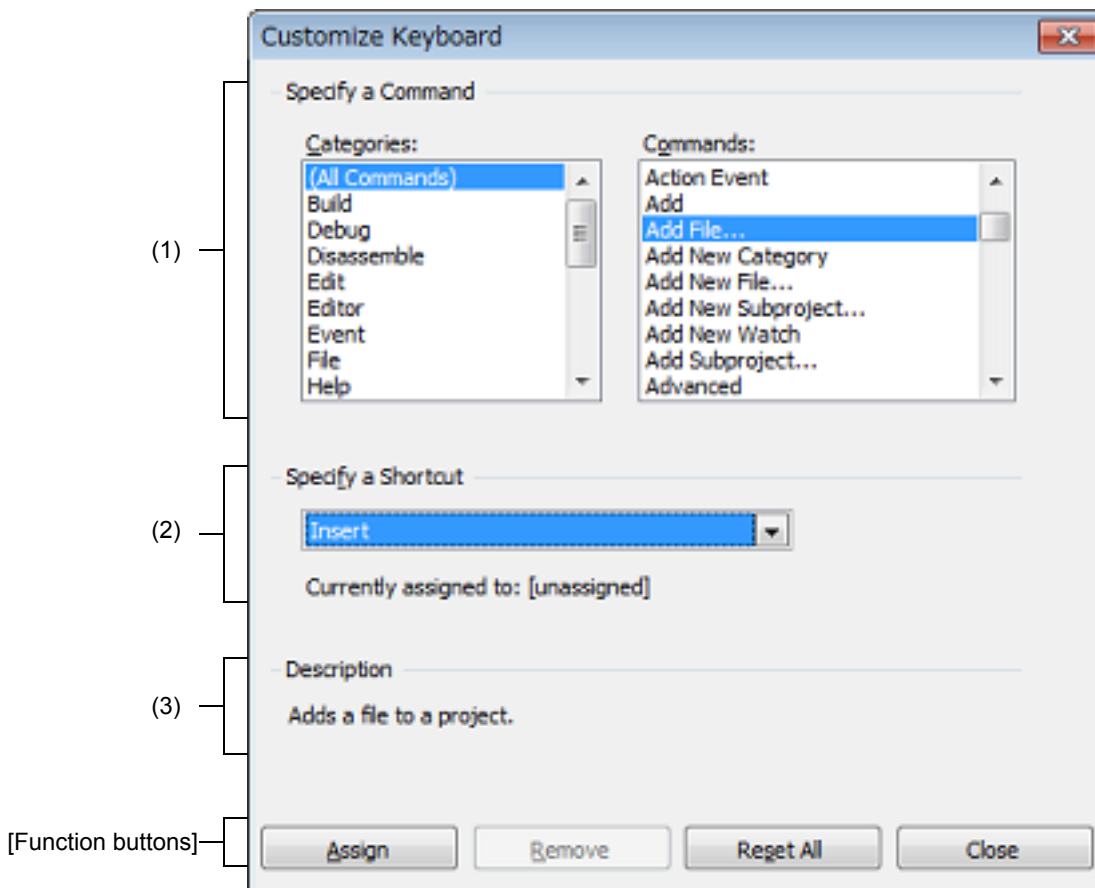 Customize Keyboard
(1)
Specify a Command
Categories:
(All Commands)
Build
Debug
Disassemble
Edit
Editor
Event
File
Help
Commands:
Action Event
Add
Add File...
Add New Category
Add New File...
Add New Subproject...
Add New Watch
Add Subproject...
Advanced
(2)
Specify a Shortcut
Insert
Currently assigned to: [unassigned]
(3)
Description
Adds a file to a project.
[Function buttons]
Assign
Remove
Reset All
Close